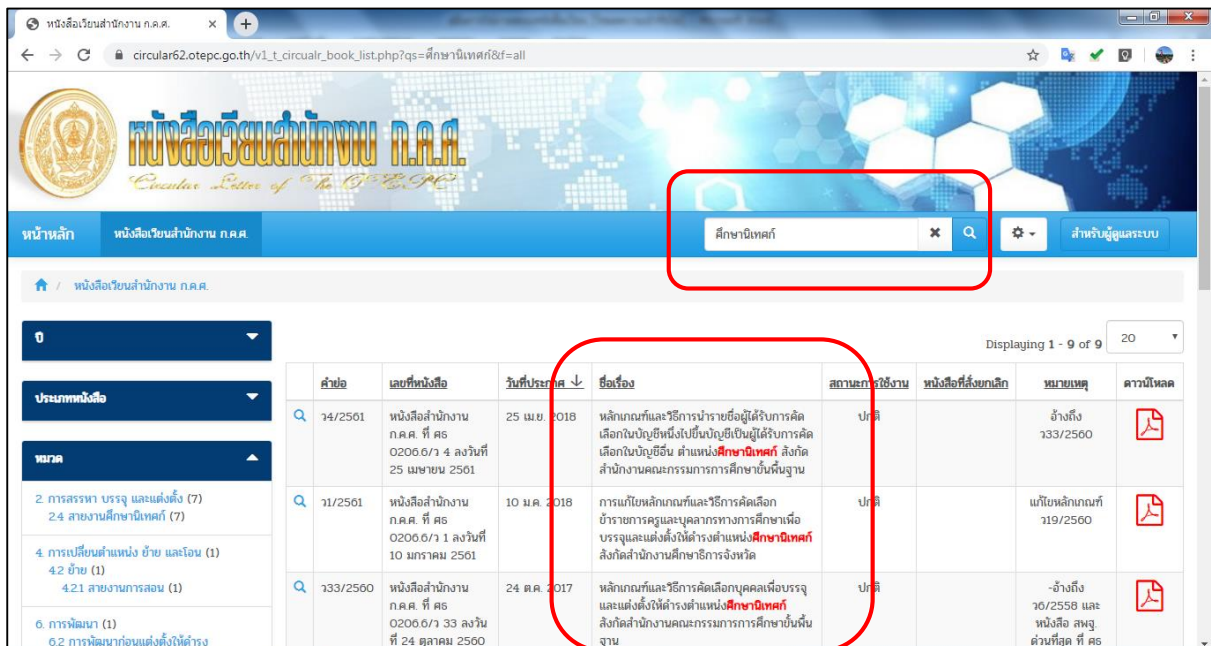 หนังสือเวียนสำนักงาน ก.ค.ศ.
circular62.otepc.go.th/v1_t_circualr_book_list.php?qs=ศึกษานิเทศก์&f=all
หนังสือเวียนสำนักงาน ก.ค.ศ.
Circular Letter of The OTEPC
หน้าหลัก หนังสือเวียนสำนักงาน ก.ค.ศ. ศึกษานิเทศก์ สำหรับผู้ดูแลระบบ
/ หนังสือเวียนสำนักงาน ก.ค.ศ.
ปี
ประเภทหนังสือ
หมวด
2. การสรรหา บรรจุ และแต่งตั้ง (7)
2.4 สายงานศึกษานิเทศก์ (7)
4. การเปลี่ยนตำแหน่ง ย้าย และโอน (1)
4.2 ย้าย (1)
4.2.1 สายงานการสอน (1)
6. การพัฒนา (1)
6.2 การพัฒนาก่อนแต่งตั้งให้ดำรง
Displaying 1 - 9 of 9 20
คำย่อ เลขที่หนังสือ วันที่ประกาศ ชื่อเรื่อง สถานะการใช้งาน หนังสือที่สั่งยกเลิก หมายเหตุ ดาวน์โหลด
ว4/2561
หนังสือสำนักงาน
ก.ค.ศ. ที่ ศธ
0206.6/ว 4 ลงวันที่
25 เมษายน 2561
25 เม.ย. 2018
หลักเกณฑ์และวิธีการนำรายชื่อผู้ได้รับการคัด
เลือกในบัญชีหนึ่งไปขึ้นบัญชีเป็นผู้ได้รับการคัด
เลือกในบัญชีอื่น ตำแหน่งศึกษานิเทศก์ สังกัด
สำนักงานคณะกรรมการการศึกษาขั้นพื้นฐาน
ปกติ
อ้างถึง
ว33/2560
ว1/2561
หนังสือสำนักงาน
ก.ค.ศ. ที่ ศธ
0206.6/ว 1 ลงวันที่
10 มกราคม 2561
10 ม.ค. 2018
การแก้ไขหลักเกณฑ์และวิธีการคัดเลือก
ข้าราชการครูและบุคลากรทางการศึกษาเพื่อ
บรรจุและแต่งตั้งให้ดำรงตำแหน่งศึกษานิเทศก์
สังกัดสำนักงานศึกษาธิการจังหวัด
ปกติ
แก้ไขหลักเกณฑ์
ว19/2560
ว33/2560
หนังสือสำนักงาน
ก.ค.ศ. ที่ ศธ
0206.6/ว 33 ลงวัน
ที่ 24 ตุลาคม 2560
24 ต.ค. 2017
หลักเกณฑ์และวิธีการคัดเลือกบุคคลเพื่อบรรจุ
และแต่งตั้งให้ดำรงตำแหน่งศึกษานิเทศก์
สังกัดสำนักงานคณะกรรมการการศึกษาขั้นพื้น
ฐาน
ปกติ
-อ้างถึง
ว6/2558 และ
หนังสือ สพฐ.
ด่วนที่สุด ที่ ศธ